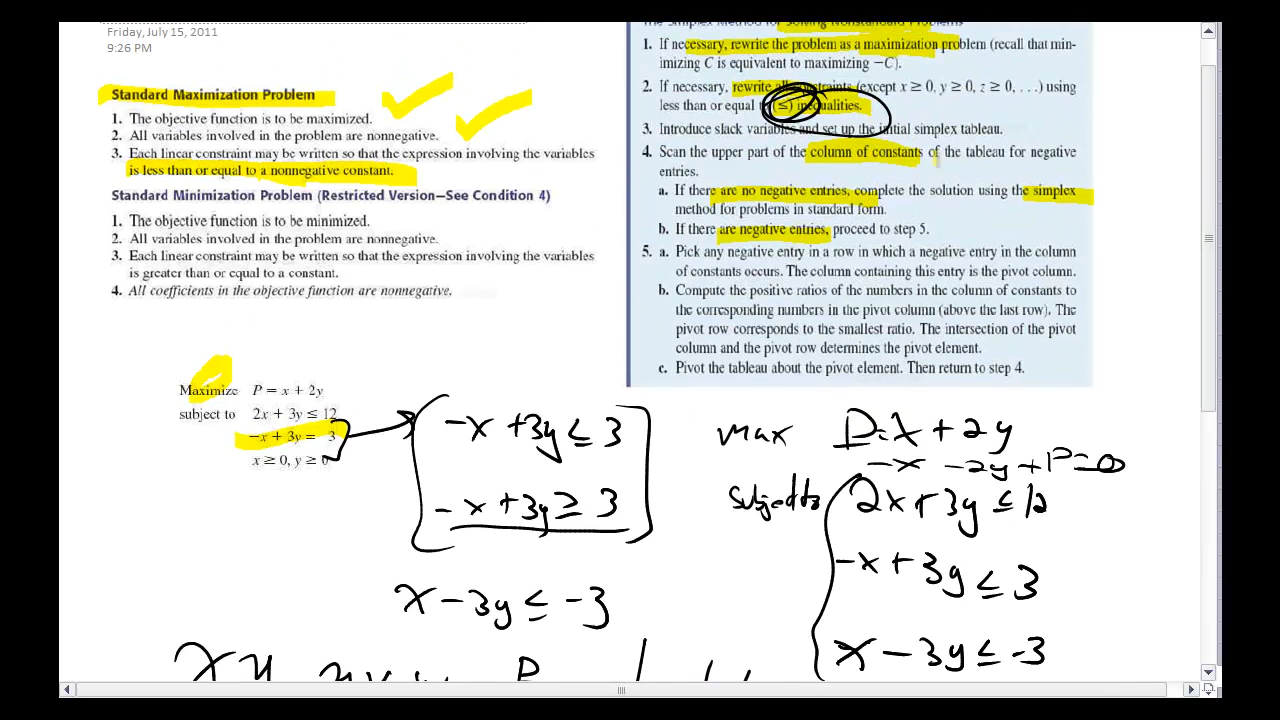 Friday, July 15, 2011
9:26 PM
Standard Maximization Problem
1. The objective function is to be maximized.
2. All variables involved in the problem are nonnegative.
3. Each linear constraint may be written so that the expression involving the variables
is less than or equal to a nonnegative constant.
Standard Minimization Problem (Restricted Version—See Condition 4)
1. The objective function is to be minimized.
2. All variables involved in the problem are nonnegative.
3. Each linear constraint may be written so that the expression involving the variables
is greater than or equal to a constant.
4. All coefficients in the objective function are nonnegative.
The Simplex Method for Solving Nonstandard Problems
1. If necessary, rewrite the problem as a maximization problem (recall that min-
imizing C is equivalent to maximizing −C).
2. If necessary, rewrite all constraints (except x ≥ 0, y ≥ 0, z ≥ 0, . . .) using
less than or equal to (≤) inequalities.
3. Introduce slack variables and set up the initial simplex tableau.
4. Scan the upper part of the column of constants of the tableau for negative
entries.
a. If there are no negative entries, complete the solution using the simplex
method for problems in standard form.
b. If there are negative entries, proceed to step 5.
5. a. Pick any negative entry in a row in which a negative entry in the column
of constants occurs. The column containing this entry is the pivot column.
b. Compute the positive ratios of the numbers in the column of constants to
the corresponding numbers in the pivot column (above the last row). The
pivot row corresponds to the smallest ratio. The intersection of the pivot
column and the pivot row determines the pivot element.
c. Pivot the tableau about the pivot element. Then return to step 4.
Maximize P = x + 2y
subject to 2x + 3y ≤ 12
−x + 3y = 3
x ≥ 0, y ≥ 0
-x + 3y ≤ 3
-x + 3y ≥ 3
x - 3y ≤ -3
max P = x + 2y
-x - 2y + P = 0
subject to 2x + 3y ≤ 12
-x + 3y ≤ 3
x - 3y ≤ -3